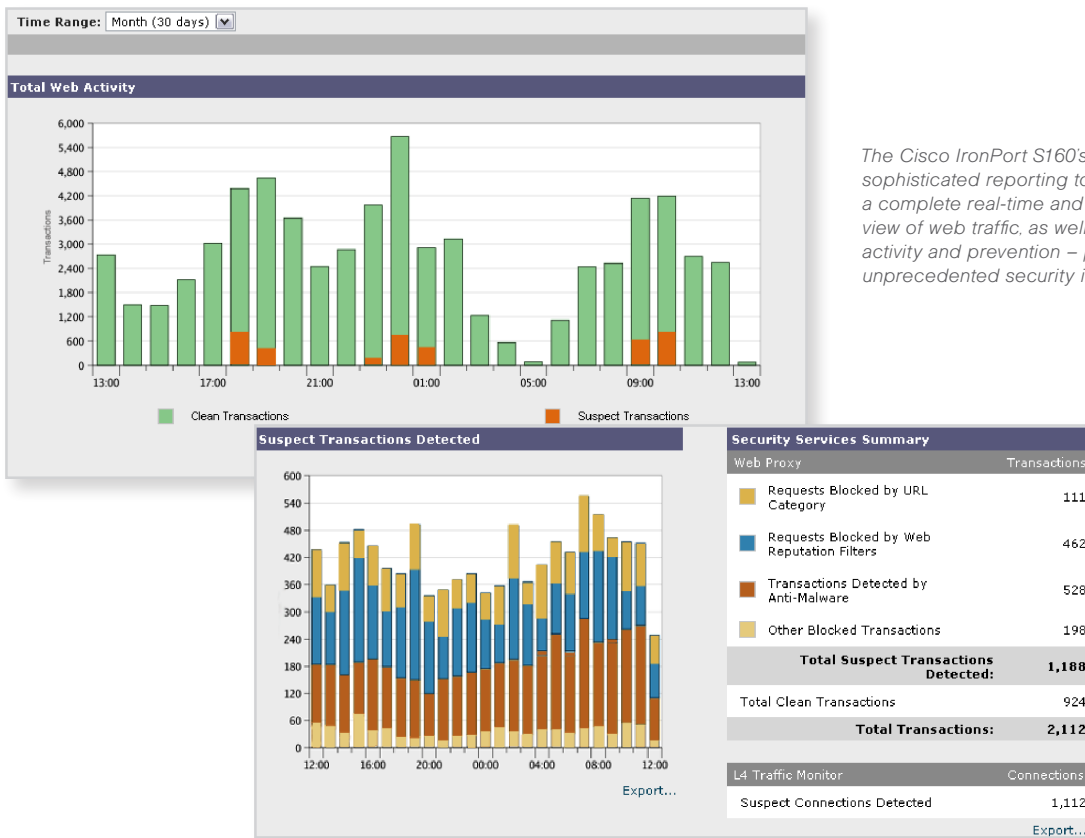 Time Range: Month (30 days)
Total Web Activity
6,000
5,400
4,800
4,200
3,600
3,000
2,400
1,800
1,200
600
0
Transactions
13:00 17:00 21:00 01:00 05:00 09:00 13:00
Clean Transactions Suspect Transactions
The Cisco IronPort S160's
sophisticated reporting
a complete real-time and
view of web traffic, as
activity and prevention –
unprecedented security
Suspect Transactions Detected
600
540
480
420
360
300
240
180
120
60
0
12:00 16:00 20:00 00:00 04:00 08:00 12:00
Export...
Security Services Summary
Web Proxy Transactions
Requests Blocked by URL
Category 111
Requests Blocked by Web
Reputation Filters 462
Transactions Detected by
Anti-Malware 528
Other Blocked Transactions 198
Total Suspect Transactions
Detected: 1,188
Total Clean Transactions 924
Total Transactions: 2,112
L4 Traffic Monitor Connections
Suspect Connections Detected 1,112
Export...